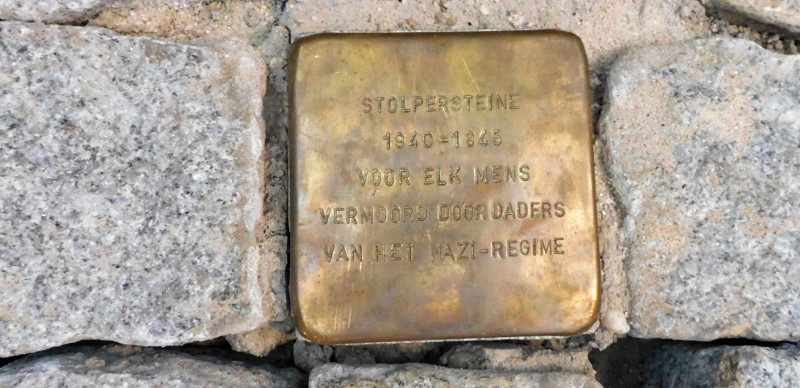 STOLPERSTEINE
1940-1945
VOOR ELK MENS
VERMOORD DOOR DADERS
VAN HET NAZI-REGIME